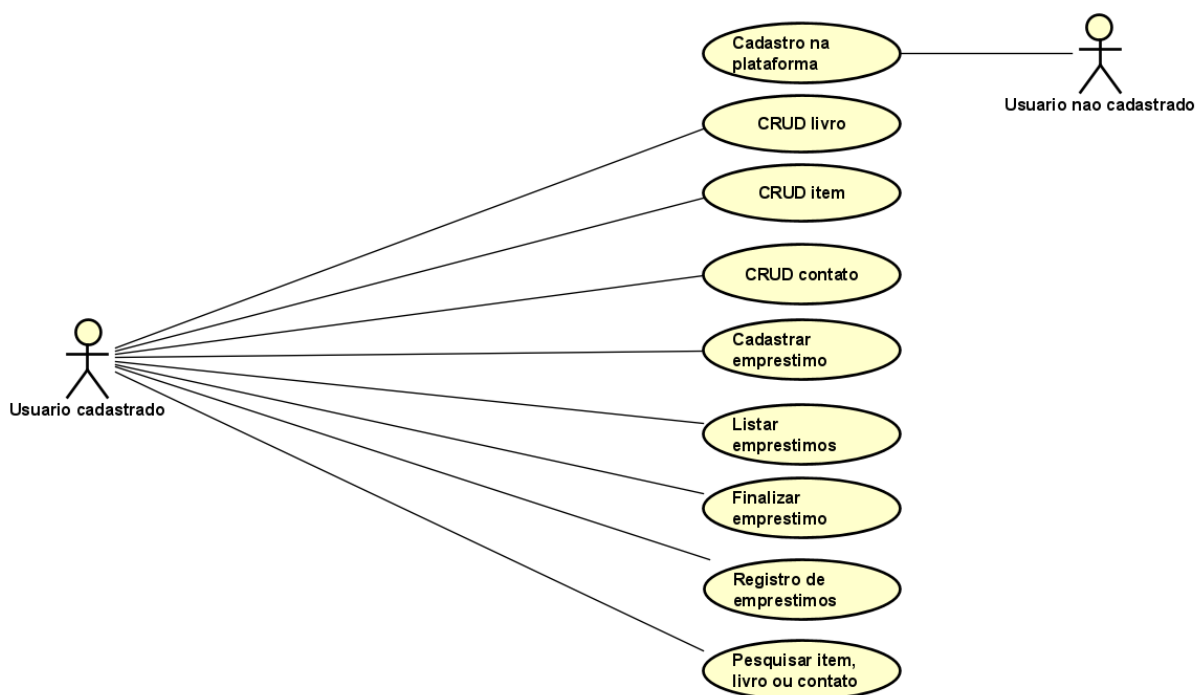 Cadastro na
plataforma
Usuario nao cadastrado
CRUD livro
CRUD item
CRUD contato
Cadastrar
emprestimo
Usuario cadastrado
Listar
emprestimos
Finalizar
emprestimo
Registro de
emprestimos
Pesquisar item,
livro ou contato